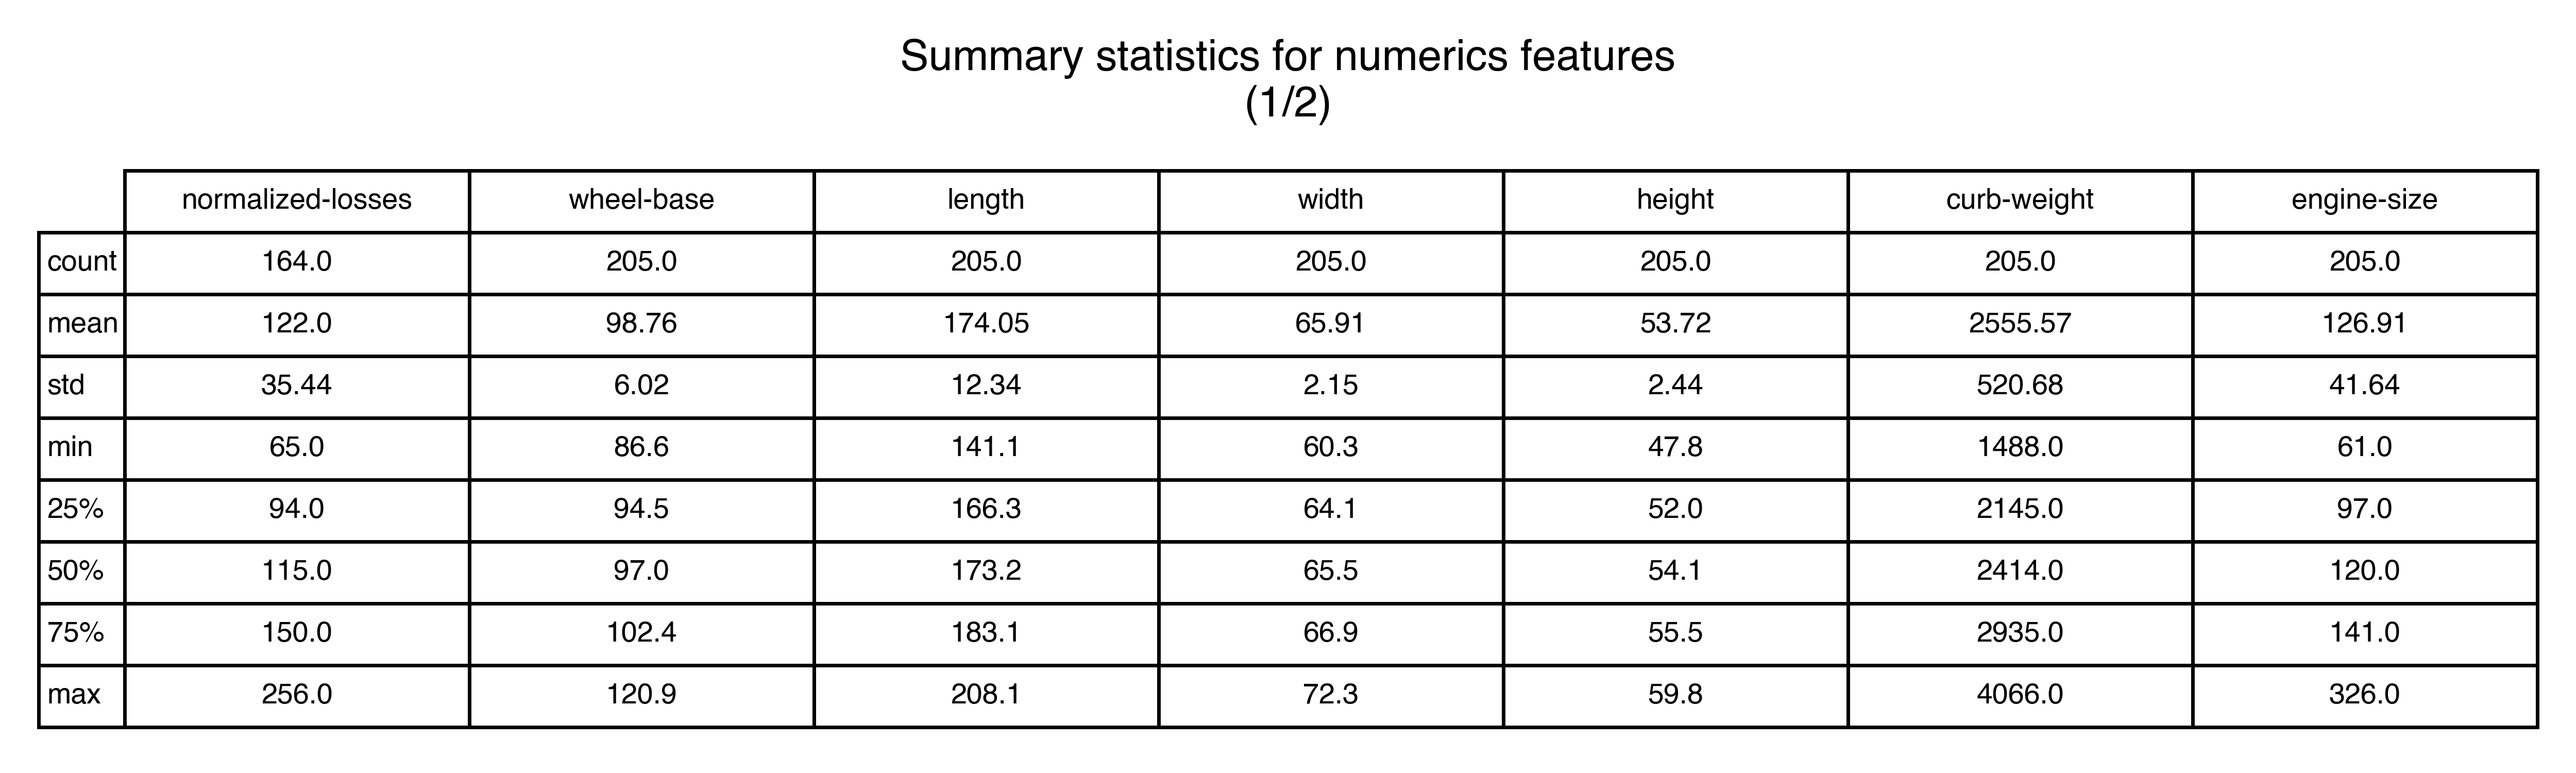 Summary statistics for numerics features
(1/2)
normalized-losses wheel-base length width height curb-weight engine-size
count 164.0 205.0 205.0 205.0 205.0 205.0 205.0
mean 122.0 98.76 174.05 65.91 53.72 2555.57 126.91
std 35.44 6.02 12.34 2.15 2.44 520.68 41.64
min 65.0 86.6 141.1 60.3 47.8 1488.0 61.0
25% 94.0 94.5 166.3 64.1 52.0 2145.0 97.0
50% 115.0 97.0 173.2 65.5 54.1 2414.0 120.0
75% 150.0 102.4 183.1 66.9 55.5 2935.0 141.0
max 256.0 120.9 208.1 72.3 59.8 4066.0 326.0